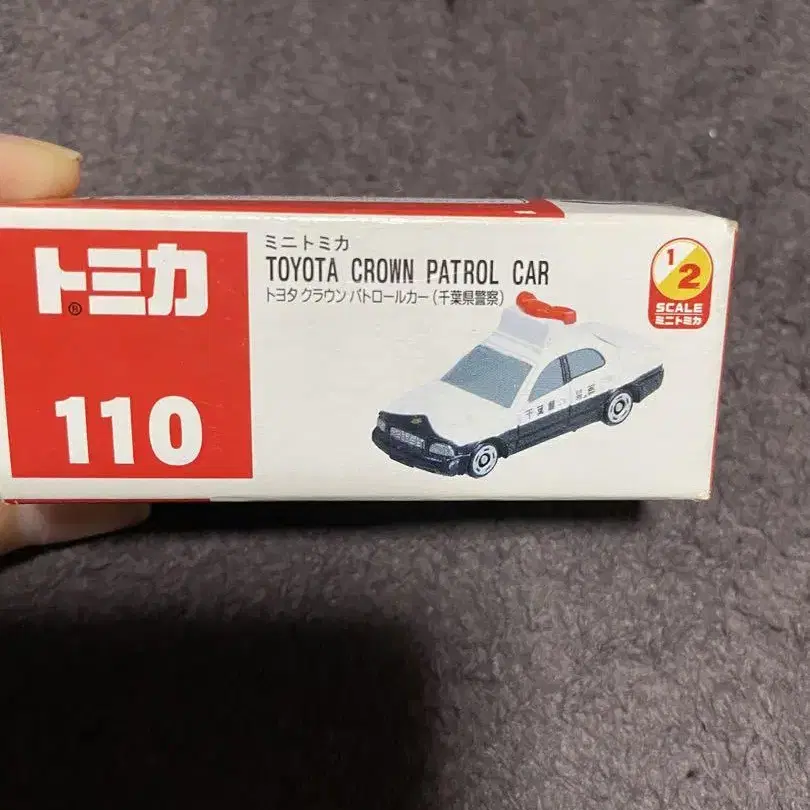 トミカ®
110
ミニトミカ
TOYOTA CROWN PATROL CAR
トヨタ クラウン パトロールカー(千葉県警察)
千葉県
1/2
SCALE
ミニトミカ